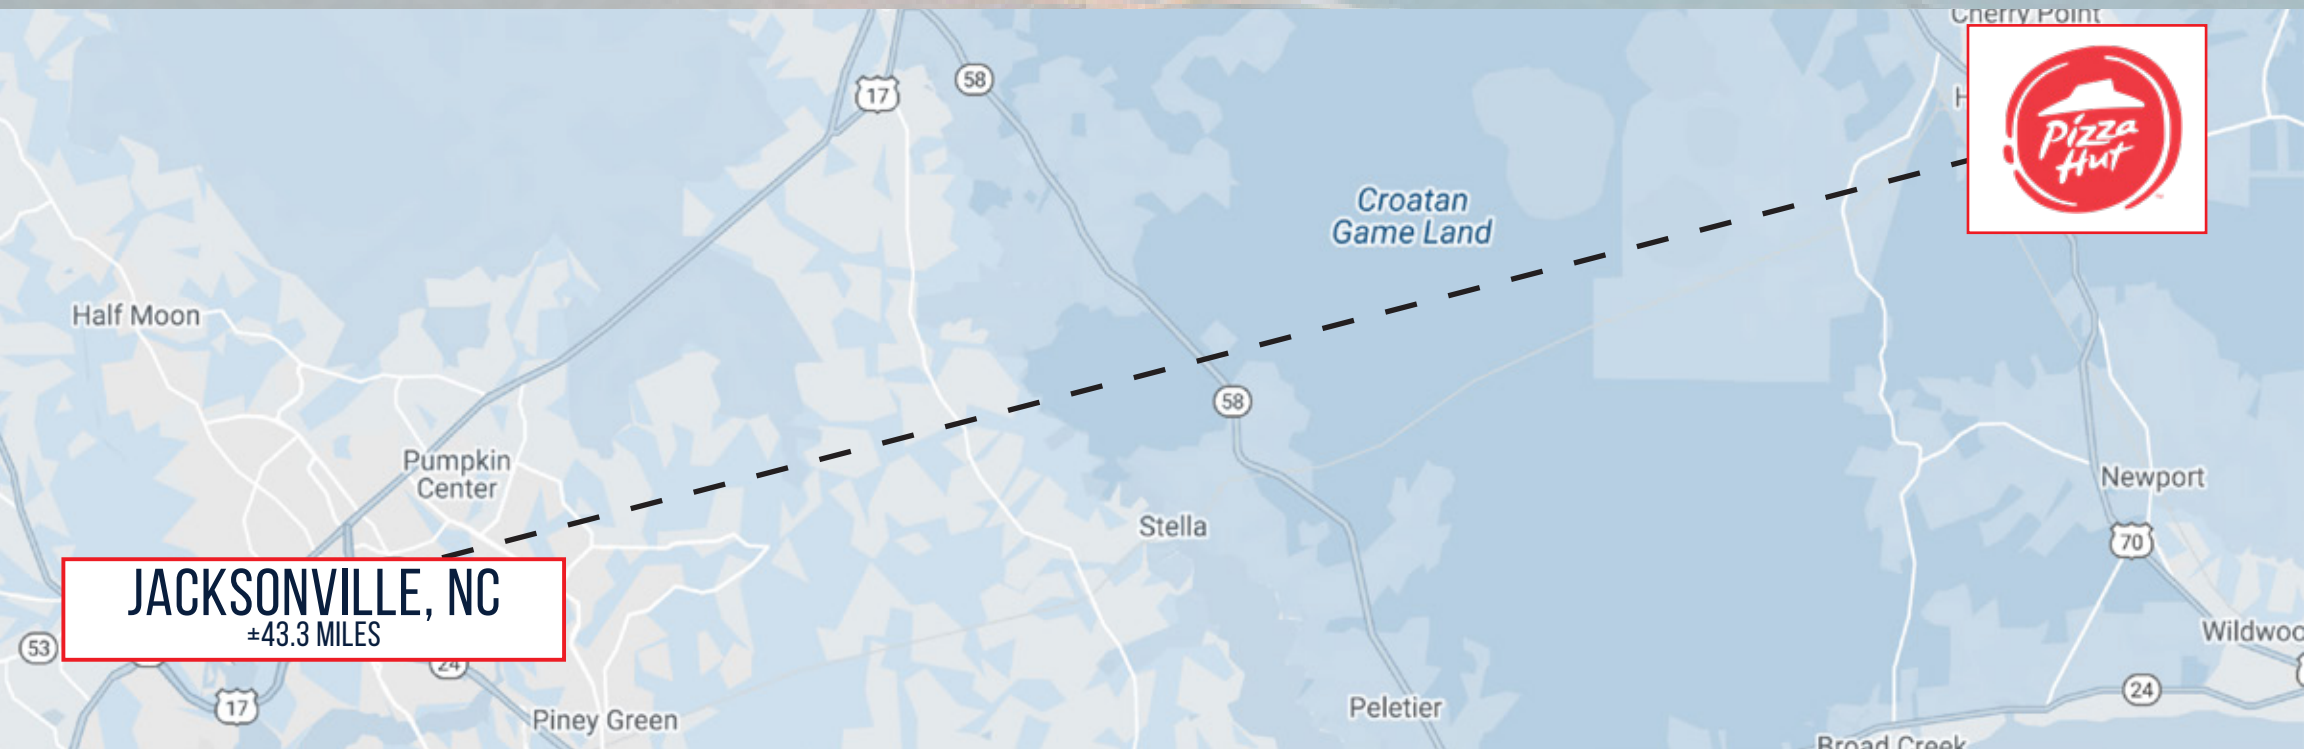 Cherry Point
58
17
H
Pizza
Hut
Croatan
Game Land
Half Moon
58
Pumpkin
Center
Newport
Stella
70
JACKSONVILLE, NC
±43.3 MILES
Wildwoo
53
24
24
17
Piney Green
Peletier
Broad Creek